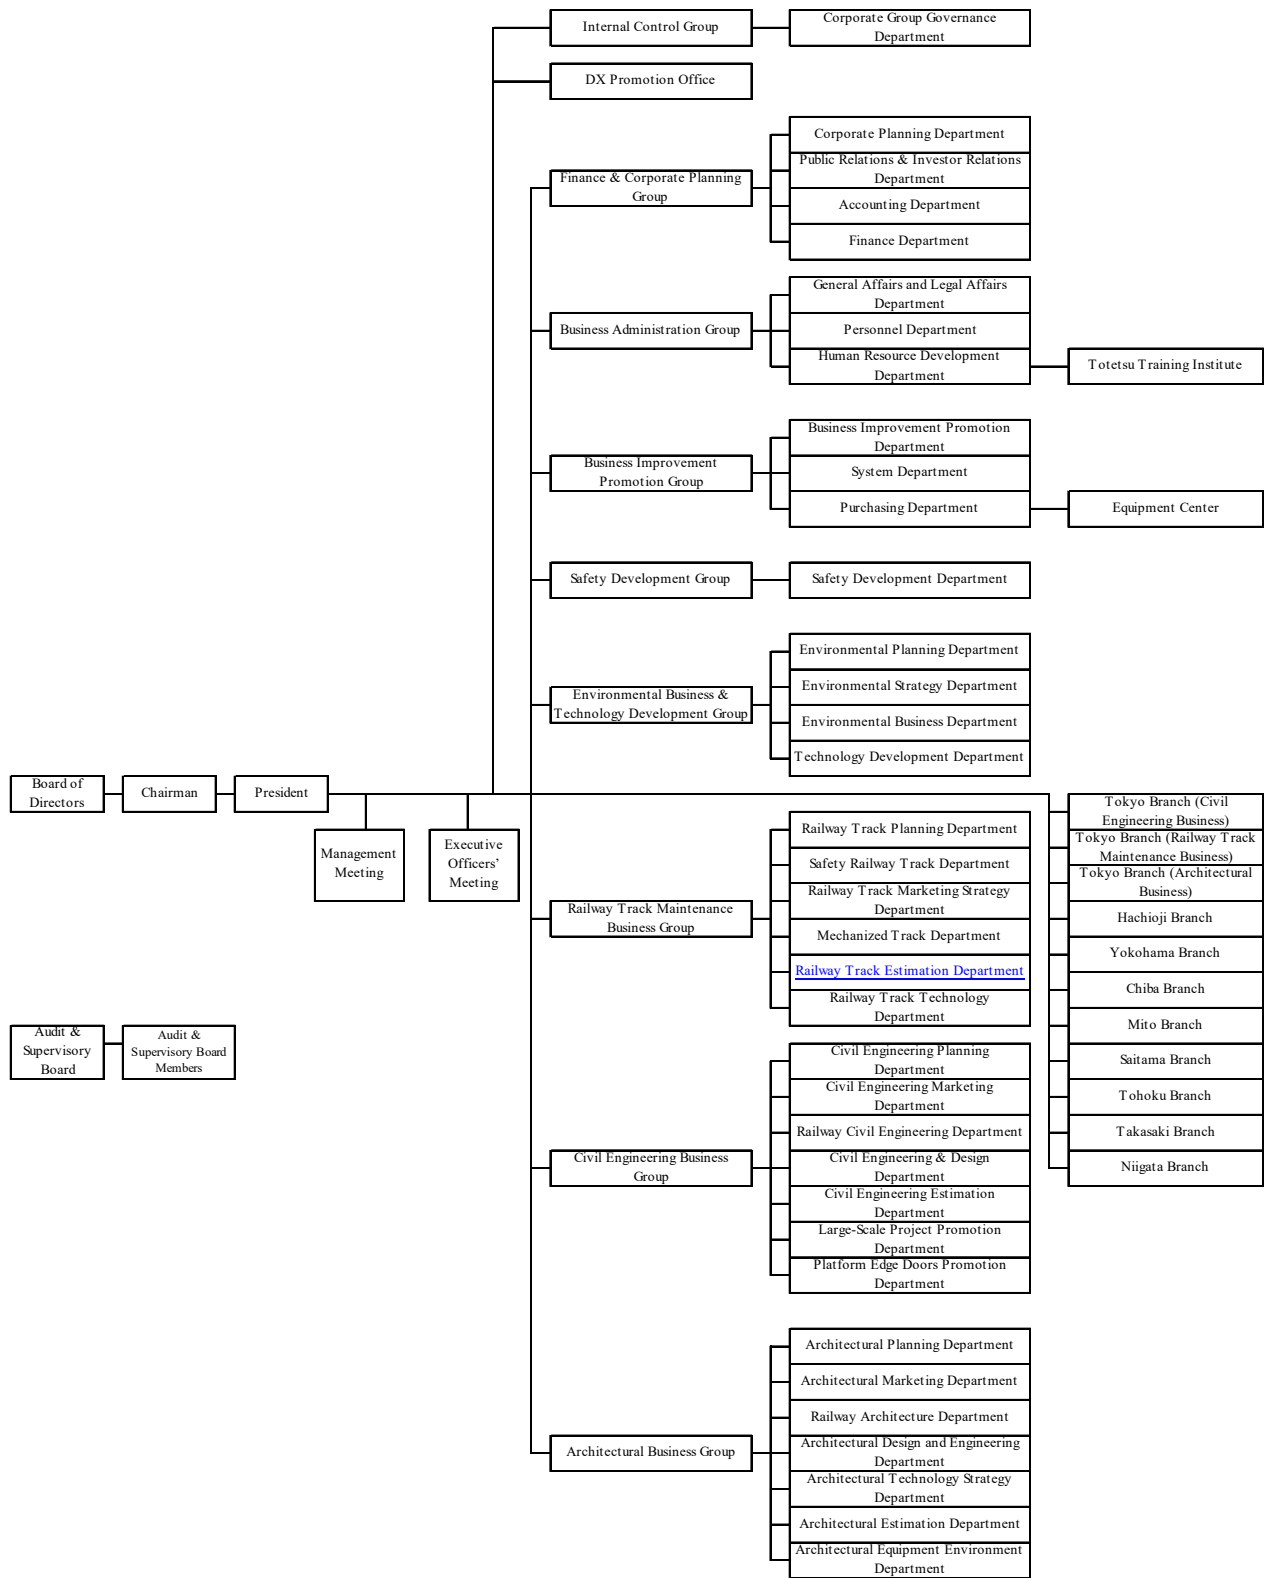 Internal Control Group
Corporate Group Governance
Department
DX Promotion Office
Finance & Corporate Planning
Group
Corporate Planning Department
Public Relations & Investor Relations
Department
Accounting Department
Finance Department
Business Administration Group
General Affairs and Legal Affairs
Department
Personnel Department
Human Resource Development
Department
Totetsu Training Institute
Business Improvement
Promotion Group
Business Improvement Promotion
Department
System Department
Purchasing Department
Equipment Center
Safety Development Group
Safety Development Department
Environmental Business &
Technology Development Group
Environmental Planning Department
Environmental Strategy Department
Environmental Business Department
Technology Development Department
Board of
Directors
Chairman
President
Management
Meeting
Executive
Officers’
Meeting
Railway Track Maintenance
Business Group
Railway Track Planning Department
Safety Railway Track Department
Railway Track Marketing Strategy
Department
Mechanized Track Department
Railway Track Estimation Department
Railway Track Technology
Department
Tokyo Branch (Civil
Engineering Business)
Tokyo Branch (Railway Track
Maintenance Business)
Tokyo Branch (Architectural
Business)
Hachioji Branch
Yokohama Branch
Chiba Branch
Mito Branch
Saitama Branch
Tohoku Branch
Takasaki Branch
Niigata Branch
Audit &
Supervisory
Board
Audit &
Supervisory Board
Members
Civil Engineering Business
Group
Civil Engineering Planning
Department
Civil Engineering Marketing
Department
Railway Civil Engineering Department
Civil Engineering & Design
Department
Civil Engineering Estimation
Department
Large-Scale Project Promotion
Department
Platform Edge Doors Promotion
Department
Architectural Business Group
Architectural Planning Department
Architectural Marketing Department
Railway Architecture Department
Architectural Design and Engineering
Department
Architectural Technology Strategy
Department
Architectural Estimation Department
Architectural Equipment Environment
Department